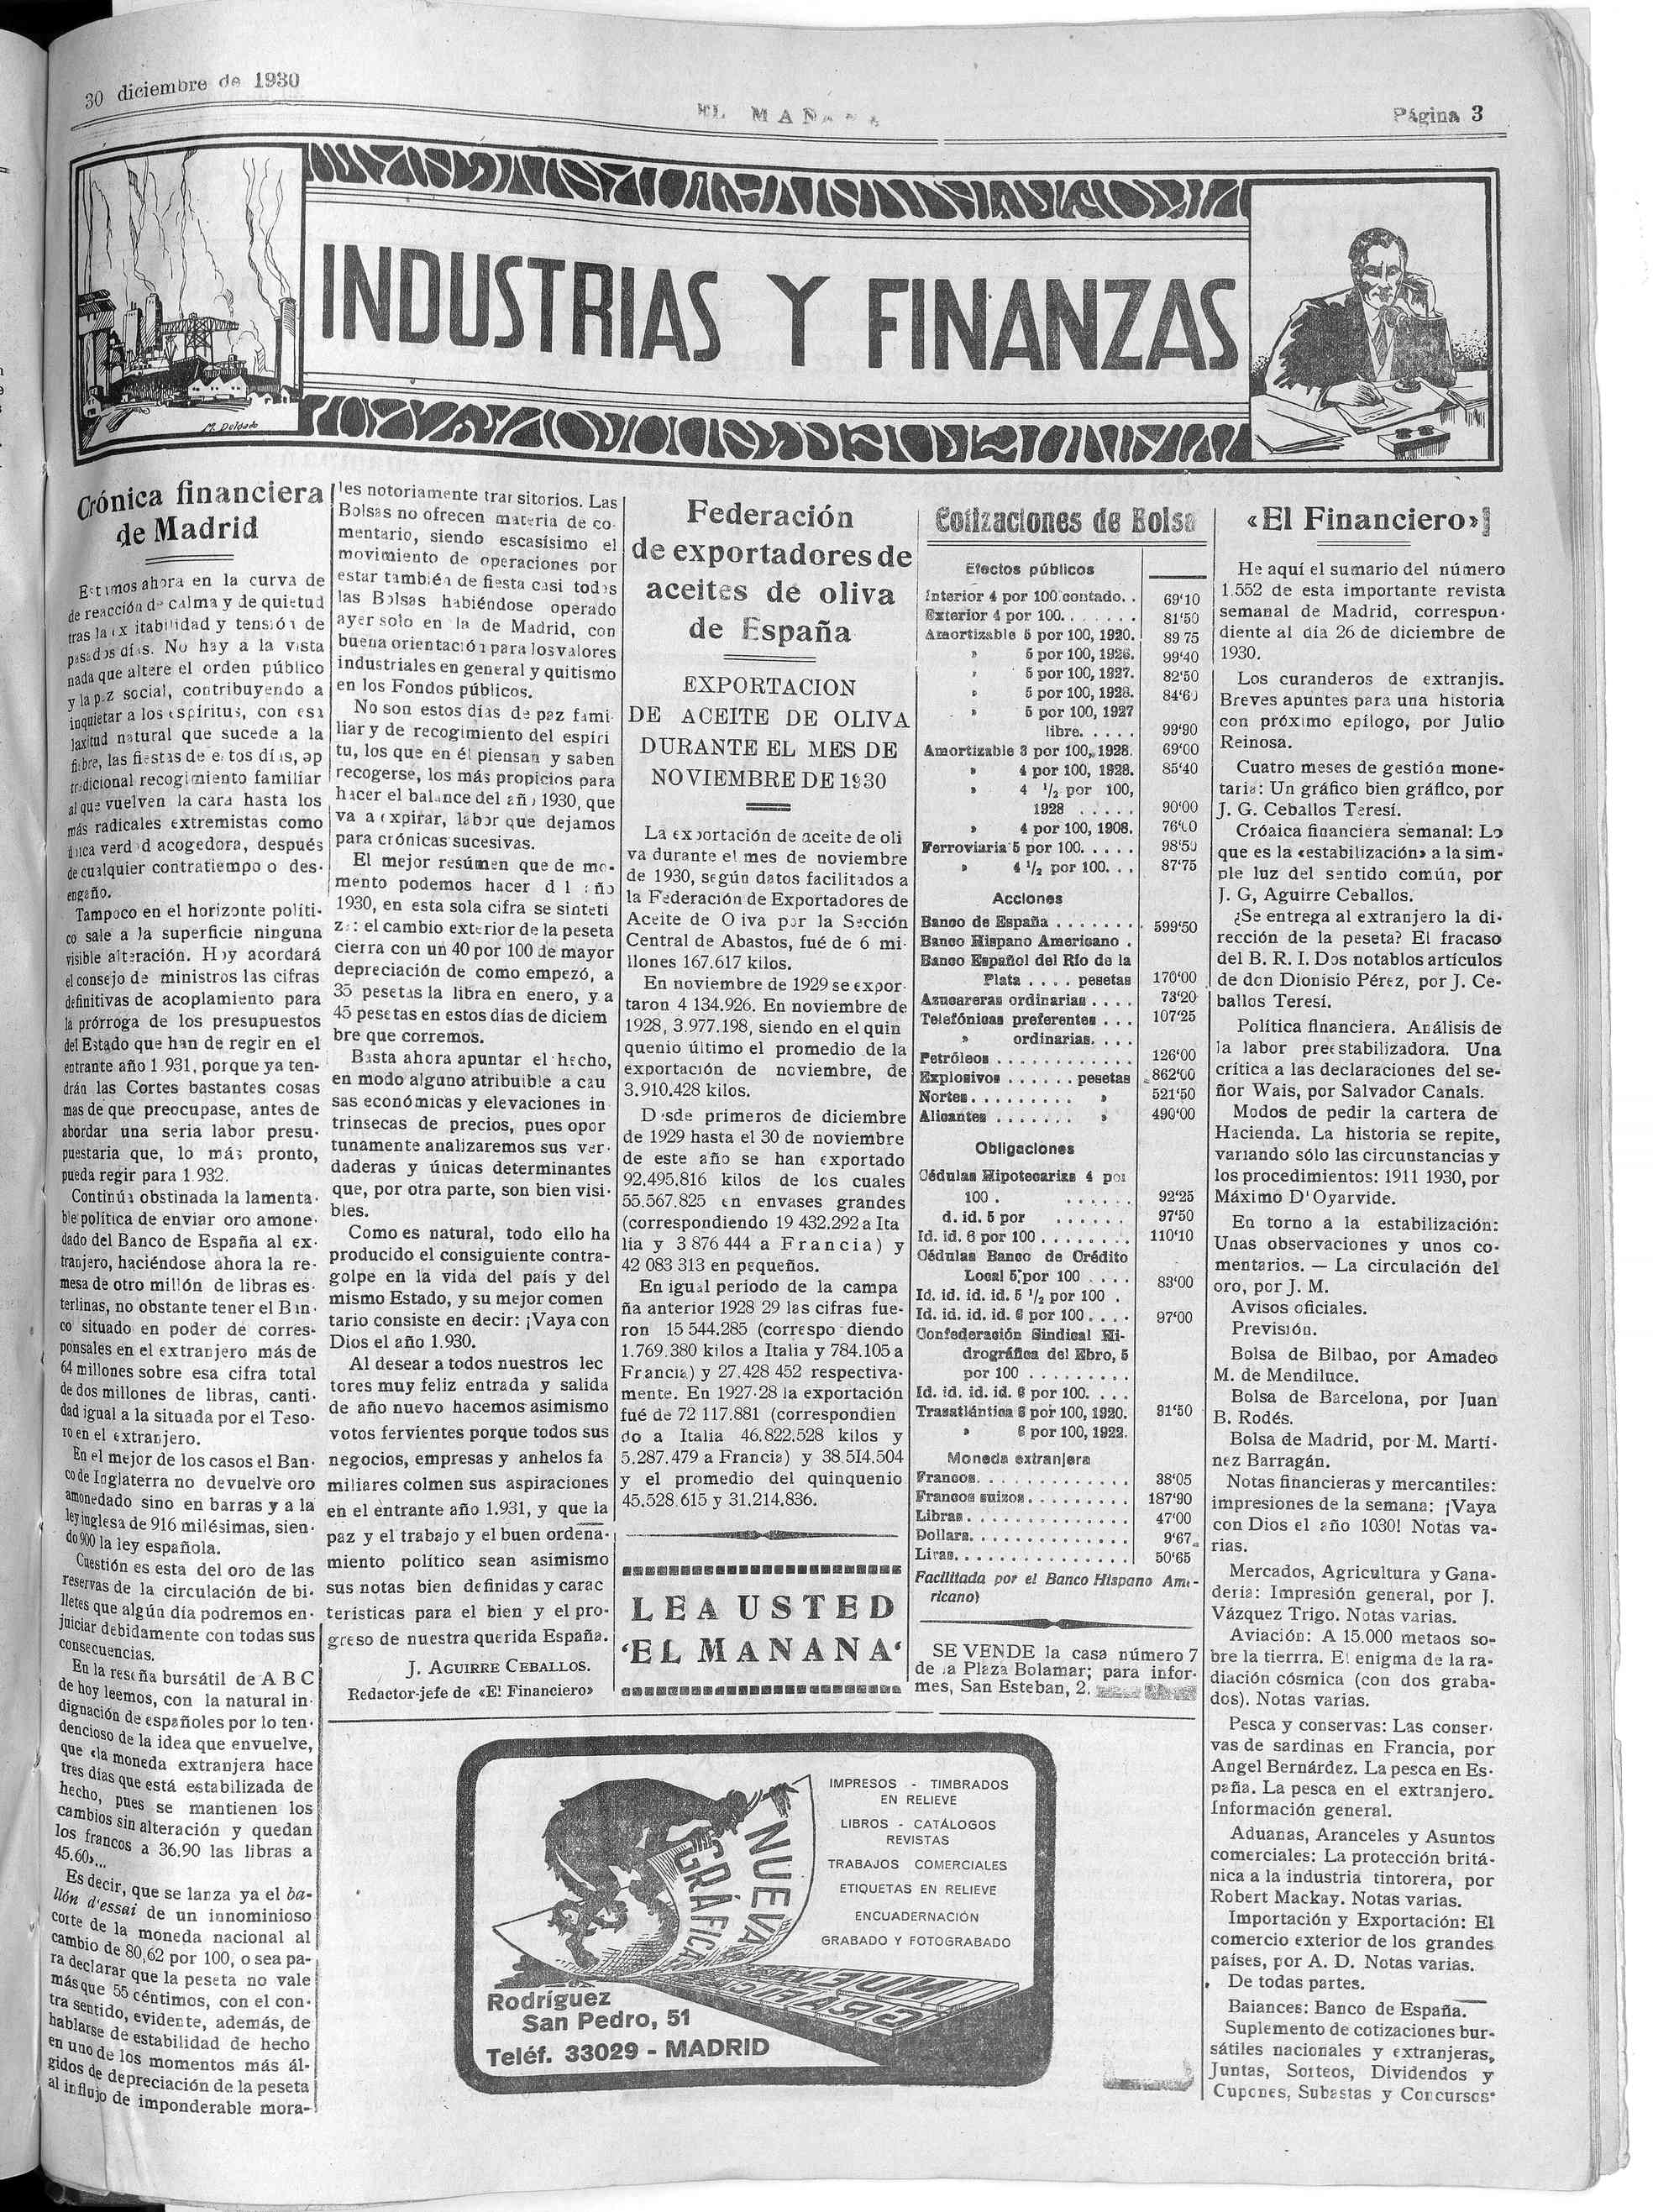 30 diciembre de 1930
EL MAÑANA
Página 3
M. Delgado
INDUSTRIAS Y FINANZAS
Crónica financiera
de Madrid
Estamos ahora en la curva de
de reacción de calma y de quietud
tras la ex itabilidad y tensión de
pasados días. No hay a la vista
nada que altere el orden público
y la paz social, contribuyendo a
inquietar a los espíritus, con esa
laxitud natural que sucede a la
fiebre, las fiestas de estos días, ap
tradicional recogimiento familiar
al que vuelven la cara hasta los
más radicales extremistas como
única verdad acogedora, después
de cualquier contratiempo o des-
engaño.
Tampoco en el horizonte políti-
co sale a la superficie ninguna
visible alteración. Hoy acordará
el consejo de ministros las cifras
definitivas de acoplamiento para
la prórroga de los presupuestos
del Estado que han de regir en el
entrante año 1.931, porque ya ten-
drán las Cortes bastantes cosas
mas de que preocupase, antes de
abordar una seria labor presu-
puestaria que, lo más pronto,
pueda regir para 1.932.
Continúa obstinada la lamenta-
ble política de enviar oro amone-
dado del Banco de España al ex-
tranjero, haciéndose ahora la re-
mesa de otro millón de libras es-
terlinas, no obstante tener el Ban-
co situado en poder de corres-
ponsales en el extranjero más de
64 millones sobre esa cifra total
de dos millones de libras, canti-
dad igual a la situada por el Teso-
ro en el extranjero.
En el mejor de los casos el Ban-
co de Inglaterra no devuelve oro
amonedado sino en barras y a la
ley inglesa de 916 milésimas, sien-
do 900 la ley española.
Cuestión es esta del oro de las
reservas de la circulación de bi-
lletes que algún día podremos en-
juiciar debidamente con todas sus
consecuencias.
En la reseña bursátil de A B C
de hoy leemos, con la natural in-
dignación de españoles por lo ten-
dencioso de la idea que envuelve,
que «la moneda extranjera hace
tres días que está estabilizada de
hecho, pues se mantienen los
cambios sin alteración y quedan
los francos a 36.90 las libras a
45.60»...
Es decir, que se lanza ya el ba-
llón d'essai de un innominioso
corte de la moneda nacional al
cambio de 80,62 por 100, o sea pa-
ra declarar que la peseta no vale
más que 55 céntimos, con el con-
tra sentido, evidente, además, de
hablarse de estabilidad de hecho
en uno de los momentos más ál-
gidos de depreciación de la peseta
al influjo de imponderable mora-
les notoriamente transitorios. Las
Bolsas no ofrecen materia de co-
mentario, siendo escasísimo el
movimiento de operaciones por
estar también de fiesta casi todas
las Bolsas habiéndose operado
ayer solo en la de Madrid, con
buena orientación para los valores
industriales en general y quitismo
en los Fondos públicos.
No son estos días de paz fami-
liar y de recogimiento del espíri
tu, los que en él piensan y saben
recogerse, los más propicios para
hacer el balance del año 1930, que
va a expirar, labor que dejamos
para crónicas sucesivas.
El mejor resúmen que de mo-
mento podemos hacer d l año
1930, en esta sola cifra se sinteti
za: el cambio exterior de la peseta
cierra con un 40 por 100 de mayor
depreciación de como empezó, a
35 pesetas la libra en enero, y a
45 pesetas en estos días de diciem
bre que corremos.
Basta ahora apuntar el hecho,
en modo alguno atribuible a cau
sas económicas y elevaciones in
trinsecas de precios, pues opor
tunamente analizaremos sus ver-
daderas y únicas determinantes
que, por otra parte, son bien visi-
bles.
Como es natural, todo ello ha
producido el consiguiente contra-
golpe en la vida del país y del
mismo Estado, y su mejor comen
tario consiste en decir: ¡Vaya con
Dios el año 1.930.
Al desear a todos nuestros lec
tores muy feliz entrada y salida
de año nuevo hacemos asimismo
votos fervientes porque todos sus
negocios, empresas y anhelos fa
miliares colmen sus aspiraciones
en el entrante año 1.931, y que la
paz y el trabajo y el buen ordena-
miento político sean asimismo
sus notas bien definidas y carac
terísticas para el bien y el pro-
greso de nuestra querida España.
J. AGUIRRE CEBALLOS.
Redactor-jefe de «El Financiero»
Federación
de exportadores de
aceites de oliva
de España
EXPORTACION
DE ACEITE DE OLIVA
DURANTE EL MES DE
NOVIEMBRE DE 1930
La exportación de aceite de oli
va durante el mes de noviembre
de 1930, según datos facilitados a
la Federación de Exportadores de
Aceite de O iva por la Sección
Central de Abastos, fué de 6 mi-
llones 167.617 kilos.
En noviembre de 1929 se expor-
taron 4 134.926. En noviembre de
1928, 3.977.198, siendo en el quin
quenio último el promedio de la
exportación de noviembre, de
3.910.428 kilos.
Desde primeros de diciembre
de 1929 hasta el 30 de noviembre
de este año se han exportado
92.495.816 kilos de los cuales
55.567.825 en envases grandes
(correspondiendo 19 432.292 a Ita
lia y 3 876 444 a Francia) y
42 083 313 en pequeños.
En igual periodo de la campa
ña anterior 1928 29 las cifras fue-
ron 15 544.285 (correspo diendo
1.769.380 kilos a Italia y 784.105 a
Francia) y 27.428 452 respectiva-
mente. En 1927-28 la exportación
fué de 72 117.881 (correspondien
do a Italia 46.822.528 kilos y
5.287.479 a Francia) y 38.514.504
y el promedio del quinquenio
45.528.615 y 31.214.836.
LEA USTED
'EL MAÑANA'
Cotizaciones de Bolsa
Efectos públicos
Interior 4 por 100 contado. . 69'10
Exterior 4 por 100. . . . . . . 81'50
Amortizable 5 por 100, 1920. 89 75
» 5 por 100, 1926. 99'40
» 5 por 100, 1927. 82'50
» 5 por 100, 1928. 84'60
» 5 por 100, 1927
libre. . . . . 99'90
Amortizable 3 por 100, 1928. 69'00
» 4 por 100, 1928. 85'40
» 4 1/2 por 100,
1928 . . . . . 90'00
» 4 por 100, 1908. 76'00
Ferroviaria 5 por 100. . . . . 98'50
» 4 1/2 por 100. . . 87'75
Acciones
Banco de España . . . . . . . 599'50
Banco Hispano Americano .
Banco Español del Río de la
Plata . . . . pesetas 170'00
Azucareras ordinarias . . . . 73'20
Telefónicas preferentes . . . 107'25
» ordinarias. . . .
Petróleos . . . . . . . . . . . . 126'00
Explosivos . . . . . . pesetas 862'00
Nortes. . . . . . . . . » 521'50
Alicantes . . . . . . . » 490'00
Obligaciones
Cédulas Hipotecarias 4 por
100 . . . . . . . 92'25
d. id. 5 por . . . . . . 97'50
Id. id. 6 por 100 . . . . . . . . 110'10
Cédulas Banco de Crédito
Local 5 por 100 . . . . 83'00
Id. id. id. id. 5 1/2 por 100 .
Id. id. id. id. 6 por 100 . . . . 97'00
Confederación Sindical Hi-
drográfica del Ebro, 5
por 100 . . . . . . . . .
Id. id. id. id. 6 por 100. . . .
Trasatlántica 6 por 100, 1920. 91'50
» 6 por 100, 1922.
Moneda extranjera
Francos. . . . . . . . . . . . . 38'05
Francos suizos. . . . . . . . . 187'90
Libras. . . . . . . . . . . . . . 47'00
Dollars. . . . . . . . . . . . . . 9'67
Liras. . . . . . . . . . . . . . . 50'65
Facilitada por el Banco Hispano Ame-
ricano)
SE VENDE la casa número 7
de la Plaza Bolamar; para infor-
mes, San Esteban, 2.
«El Financiero»
He aquí el sumario del número
1.552 de esta importante revista
semanal de Madrid, correspon-
diente al día 26 de diciembre de
1930.
Los curanderos de extranjis.
Breves apuntes para una historia
con próximo epílogo, por Julio
Reinosa.
Cuatro meses de gestión mone-
taria: Un gráfico bien gráfico, por
J. G. Ceballos Teresí.
Cróaica financiera semanal: Lo
que es la «estabilización» a la sim-
ple luz del sentido común, por
J. G, Aguirre Ceballos.
¿Se entrega al extranjero la di-
rección de la peseta? El fracaso
del B. R. I. Dos notablos artículos
de don Dionisio Pérez, por J. Ce-
ballos Teresí.
Política financiera. Análisis de
la labor preestabilizadora. Una
crítica a las declaraciones del se-
ñor Wais, por Salvador Canals.
Modos de pedir la cartera de
Hacienda. La historia se repite,
variando sólo las circunstancias y
los procedimientos: 1911 1930, por
Máximo D'Oyarvide.
En torno a la estabilización:
Unas observaciones y unos co-
mentarios. — La circulación del
oro, por J. M.
Avisos oficiales.
Previsión.
Bolsa de Bilbao, por Amadeo
M. de Mendiluce.
Bolsa de Barcelona, por Juan
B. Rodés.
Bolsa de Madrid, por M. Martí-
nez Barragán.
Notas financieras y mercantiles:
impresiones de la semana: ¡Vaya
con Dios el año 1030! Notas va-
rias.
Mercados, Agricultura y Gana-
dería: Impresión general, por J.
Vázquez Trigo. Notas varias.
Aviación: A 15.000 metaos so-
bre la tierrra. El enigma de la ra-
diación cósmica (con dos graba-
dos). Notas varias.
Pesca y conservas: Las conser-
vas de sardinas en Francia, por
Angel Bernárdez. La pesca en Es-
paña. La pesca en el extranjero.
Información general.
Aduanas, Aranceles y Asuntos
comerciales: La protección britá-
nica a la industria tintorera, por
Robert Mackay. Notas varias.
Importación y Exportación: El
comercio exterior de los grandes
países, por A. D. Notas varias.
De todas partes.
Baiances: Banco de España.
Suplemento de cotizaciones bur-
sátiles nacionales y extranjeras,
Juntas, Sorteos, Dividendos y
Cupones, Subastas y Concursos
NUEVA
GRÁFICA
IMPRESOS - TIMBRADOS
EN RELIEVE
LIBROS - CATÁLOGOS
REVISTAS
TRABAJOS COMERCIALES
ETIQUETAS EN RELIEVE
ENCUADERNACIÓN
GRABADO Y FOTOGRABADO
Rodríguez
San Pedro, 51
Teléf. 33029 - MADRID